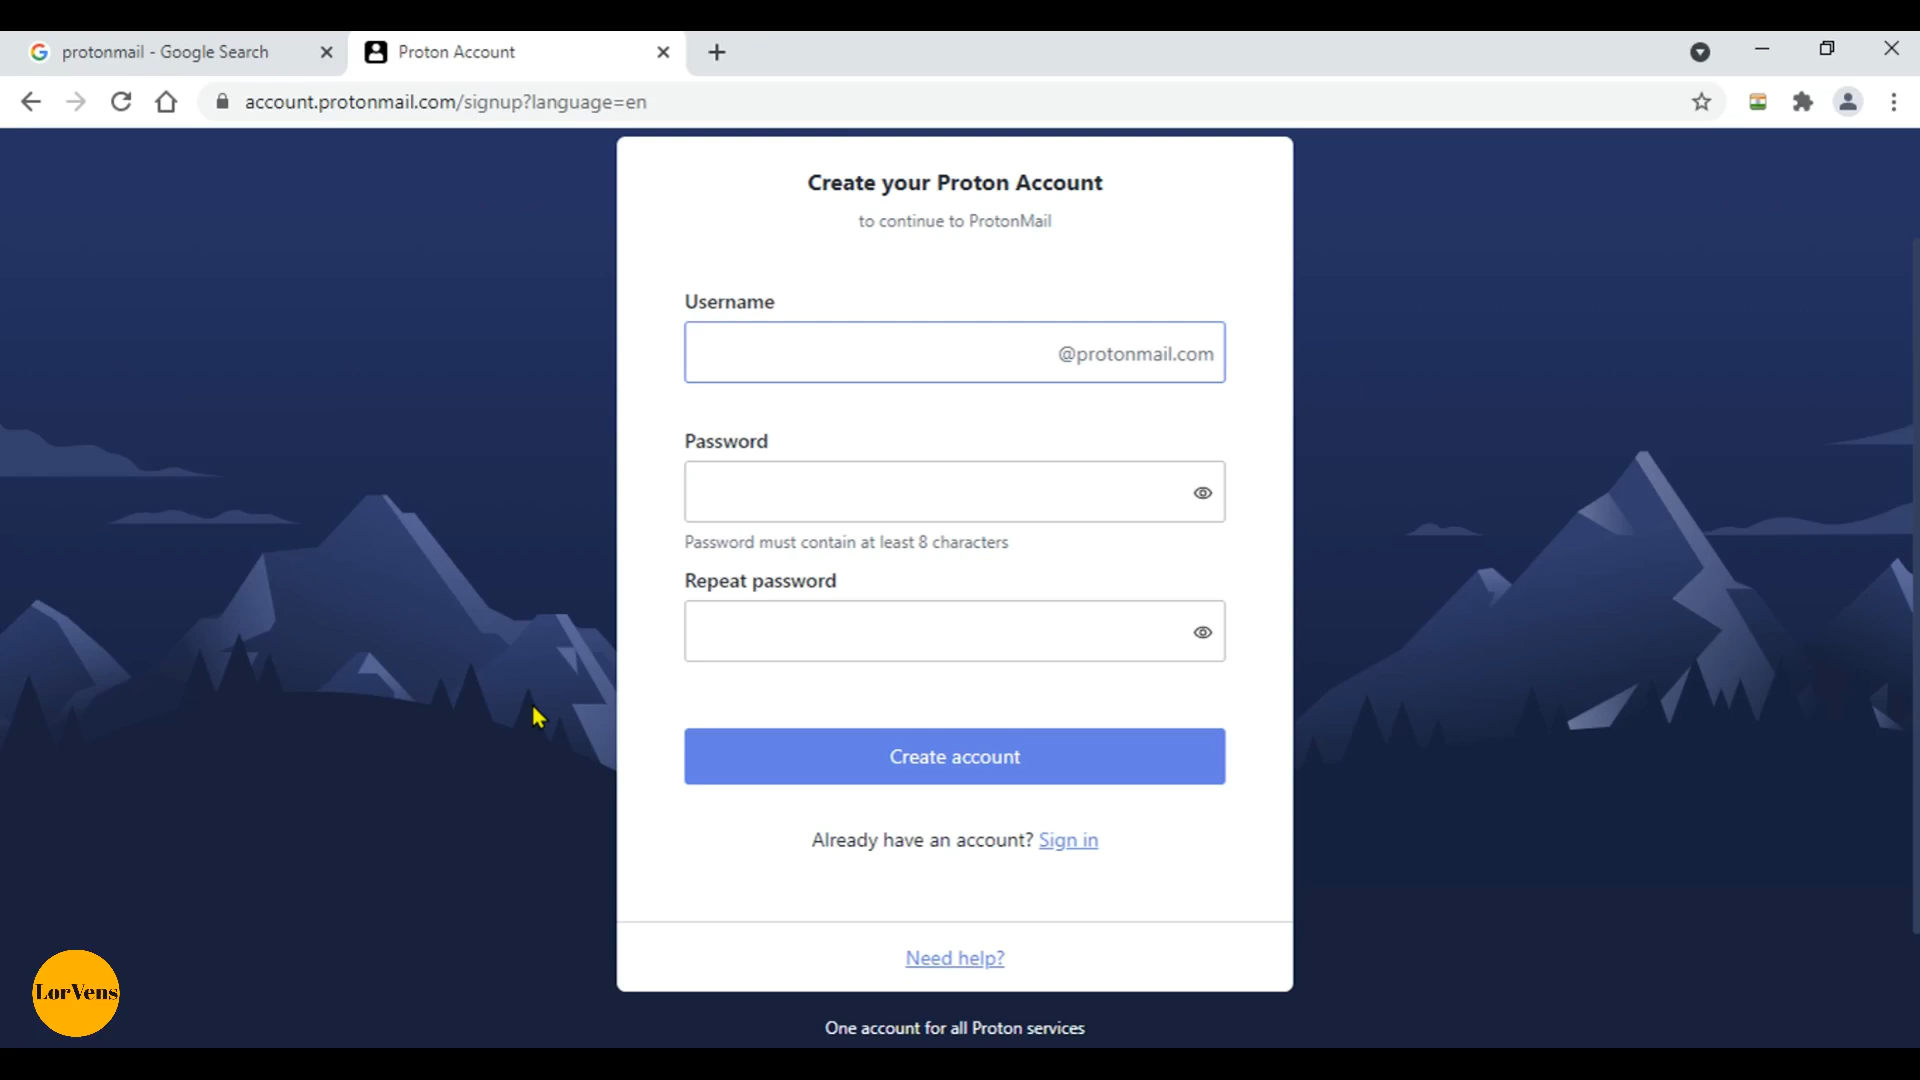 protonmail - Google Search
Proton Account
account.protonmail.com/signup?language=en
Create your Proton Account
to continue to ProtonMail
Username
@protonmail.com
Password
Password must contain at least 8 characters
Repeat password
Create account
Already have an account? Sign in
Need help?
LorVens
One account for all Proton services